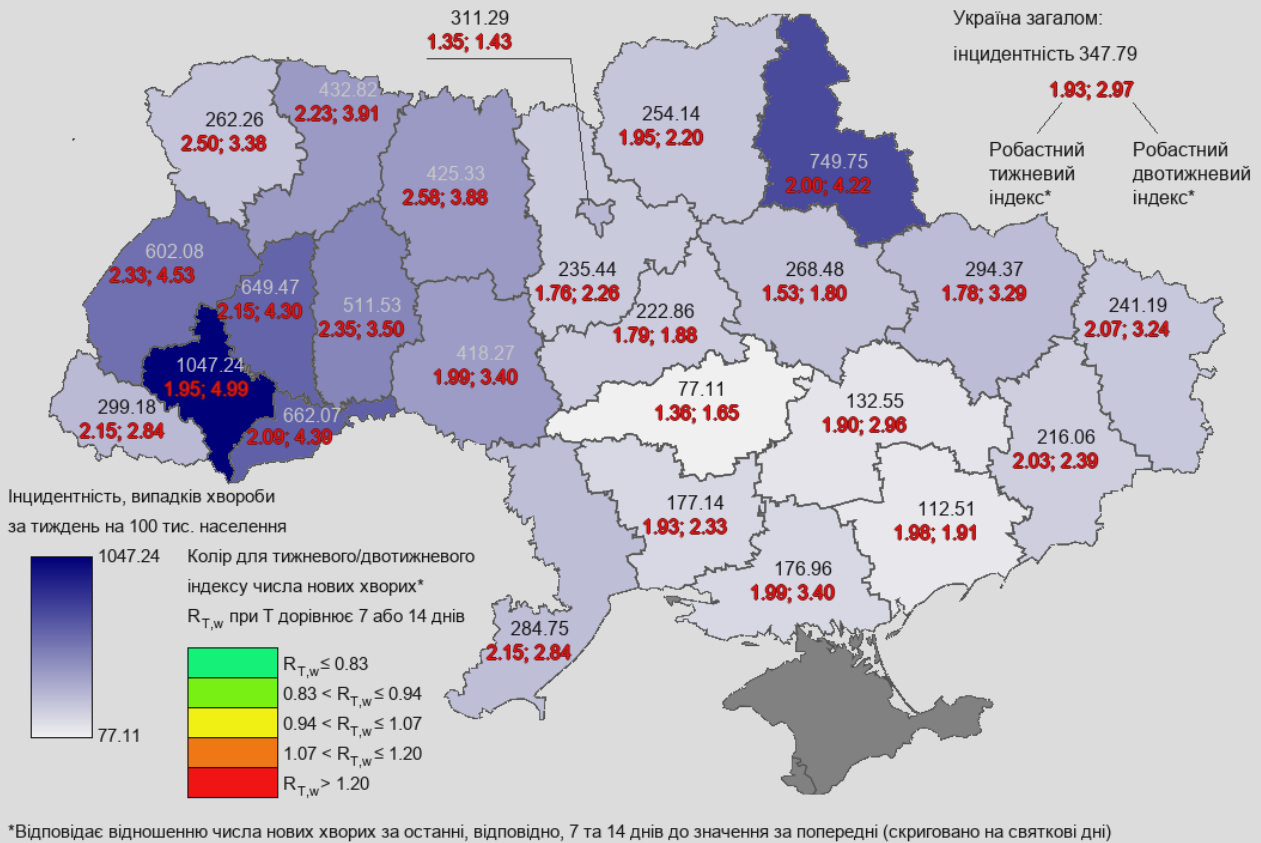 311.29
1.35; 1.43
Україна загалом:
інцидентність 347.79
1.93; 2.97
Робастний
тижневий
індекс*
Робастний
двотижневий
індекс*
432.82
2.23; 3.91
262.26
2.50; 3.38
254.14
1.95; 2.20
425.33
2.58; 3.88
749.75
2.00; 4.22
602.08
2.33; 4.53
649.47
2.15; 4.30
511.53
2.35; 3.50
235.44
1.76; 2.26
268.48
1.53; 1.80
294.37
1.78; 3.29
241.19
2.07; 3.24
222.86
1.79; 1.88
418.27
1.99; 3.40
1047.24
1.95; 4.99
77.11
1.36; 1.65
132.55
1.90; 2.96
299.18
2.15; 2.84
662.07
2.09; 4.39
216.06
2.03; 2.39
177.14
1.93; 2.33
112.51
1.98; 1.91
176.96
1.99; 3.40
284.75
2.15; 2.84
Інцидентність, випадків хвороби
за тиждень на 100 тис. населення
1047.24
77.11
Колір для тижневого/двотижневого
індексу числа нових хворих*
R T,w при T дорівнює 7 або 14 днів
R T,w ≤ 0.83
0.83 < R T,w ≤ 0.94
0.94 < R T,w ≤ 1.07
1.07 < R T,w ≤ 1.20
R T,w > 1.20
*Відповідає відношенню числа нових хворих за останні, відповідно, 7 та 14 днів до значення за попередні (скриговано на святкові дні)